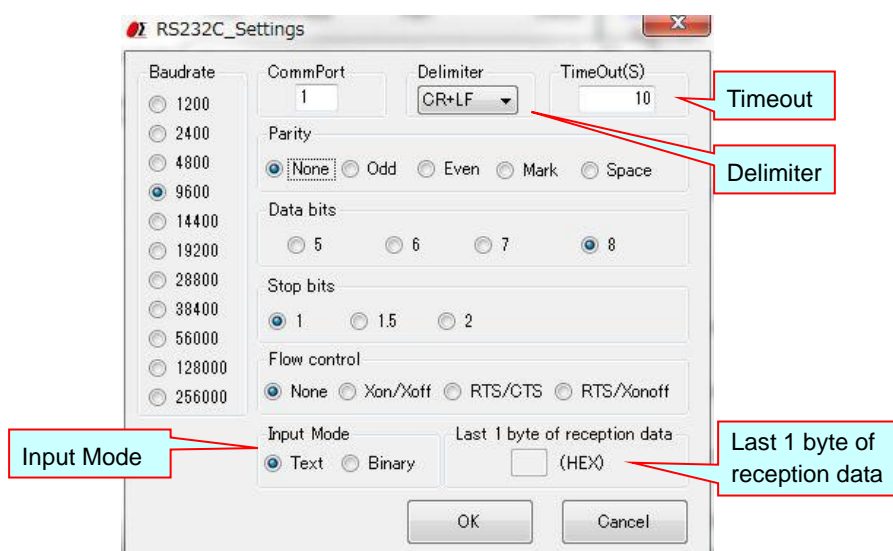 RS232C_Settings
Baudrate
1200
2400
4800
9600
14400
19200
28800
38400
56000
128000
256000
CommPort
1
Delimiter
CR+LF
TimeOut(S)
10
Parity
None Odd Even Mark Space
Data bits
5 6 7 8
Stop bits
1 1.5 2
Flow control
None Xon/Xoff RTS/CTS RTS/Xonoff
Input Mode
Text Binary
Last 1 byte of reception data
(HEX)
OK Cancel
Timeout
Delimiter
Input Mode
Last 1 byte of
reception data